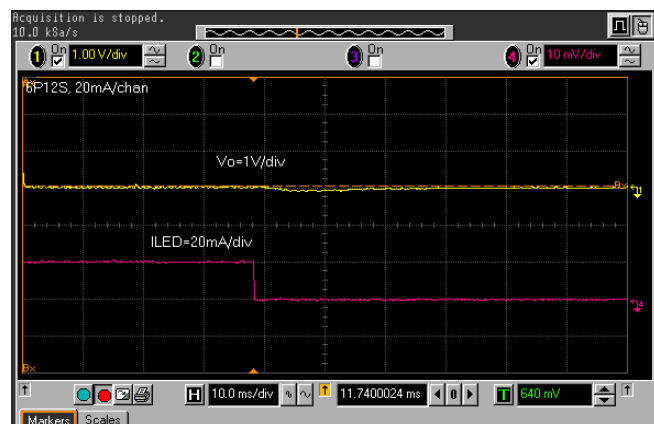 Acquisition is stopped.
10.0 kSa/s
1 On 1.00 V/div 2 On 3 On 4 On 10 mV/div
6P12S, 20mA/chan
Vo=1V/div
ILED=20mA/div
H 10.0 ms/div 11.7400024 ms 0 T 640 mV
Markers Scales